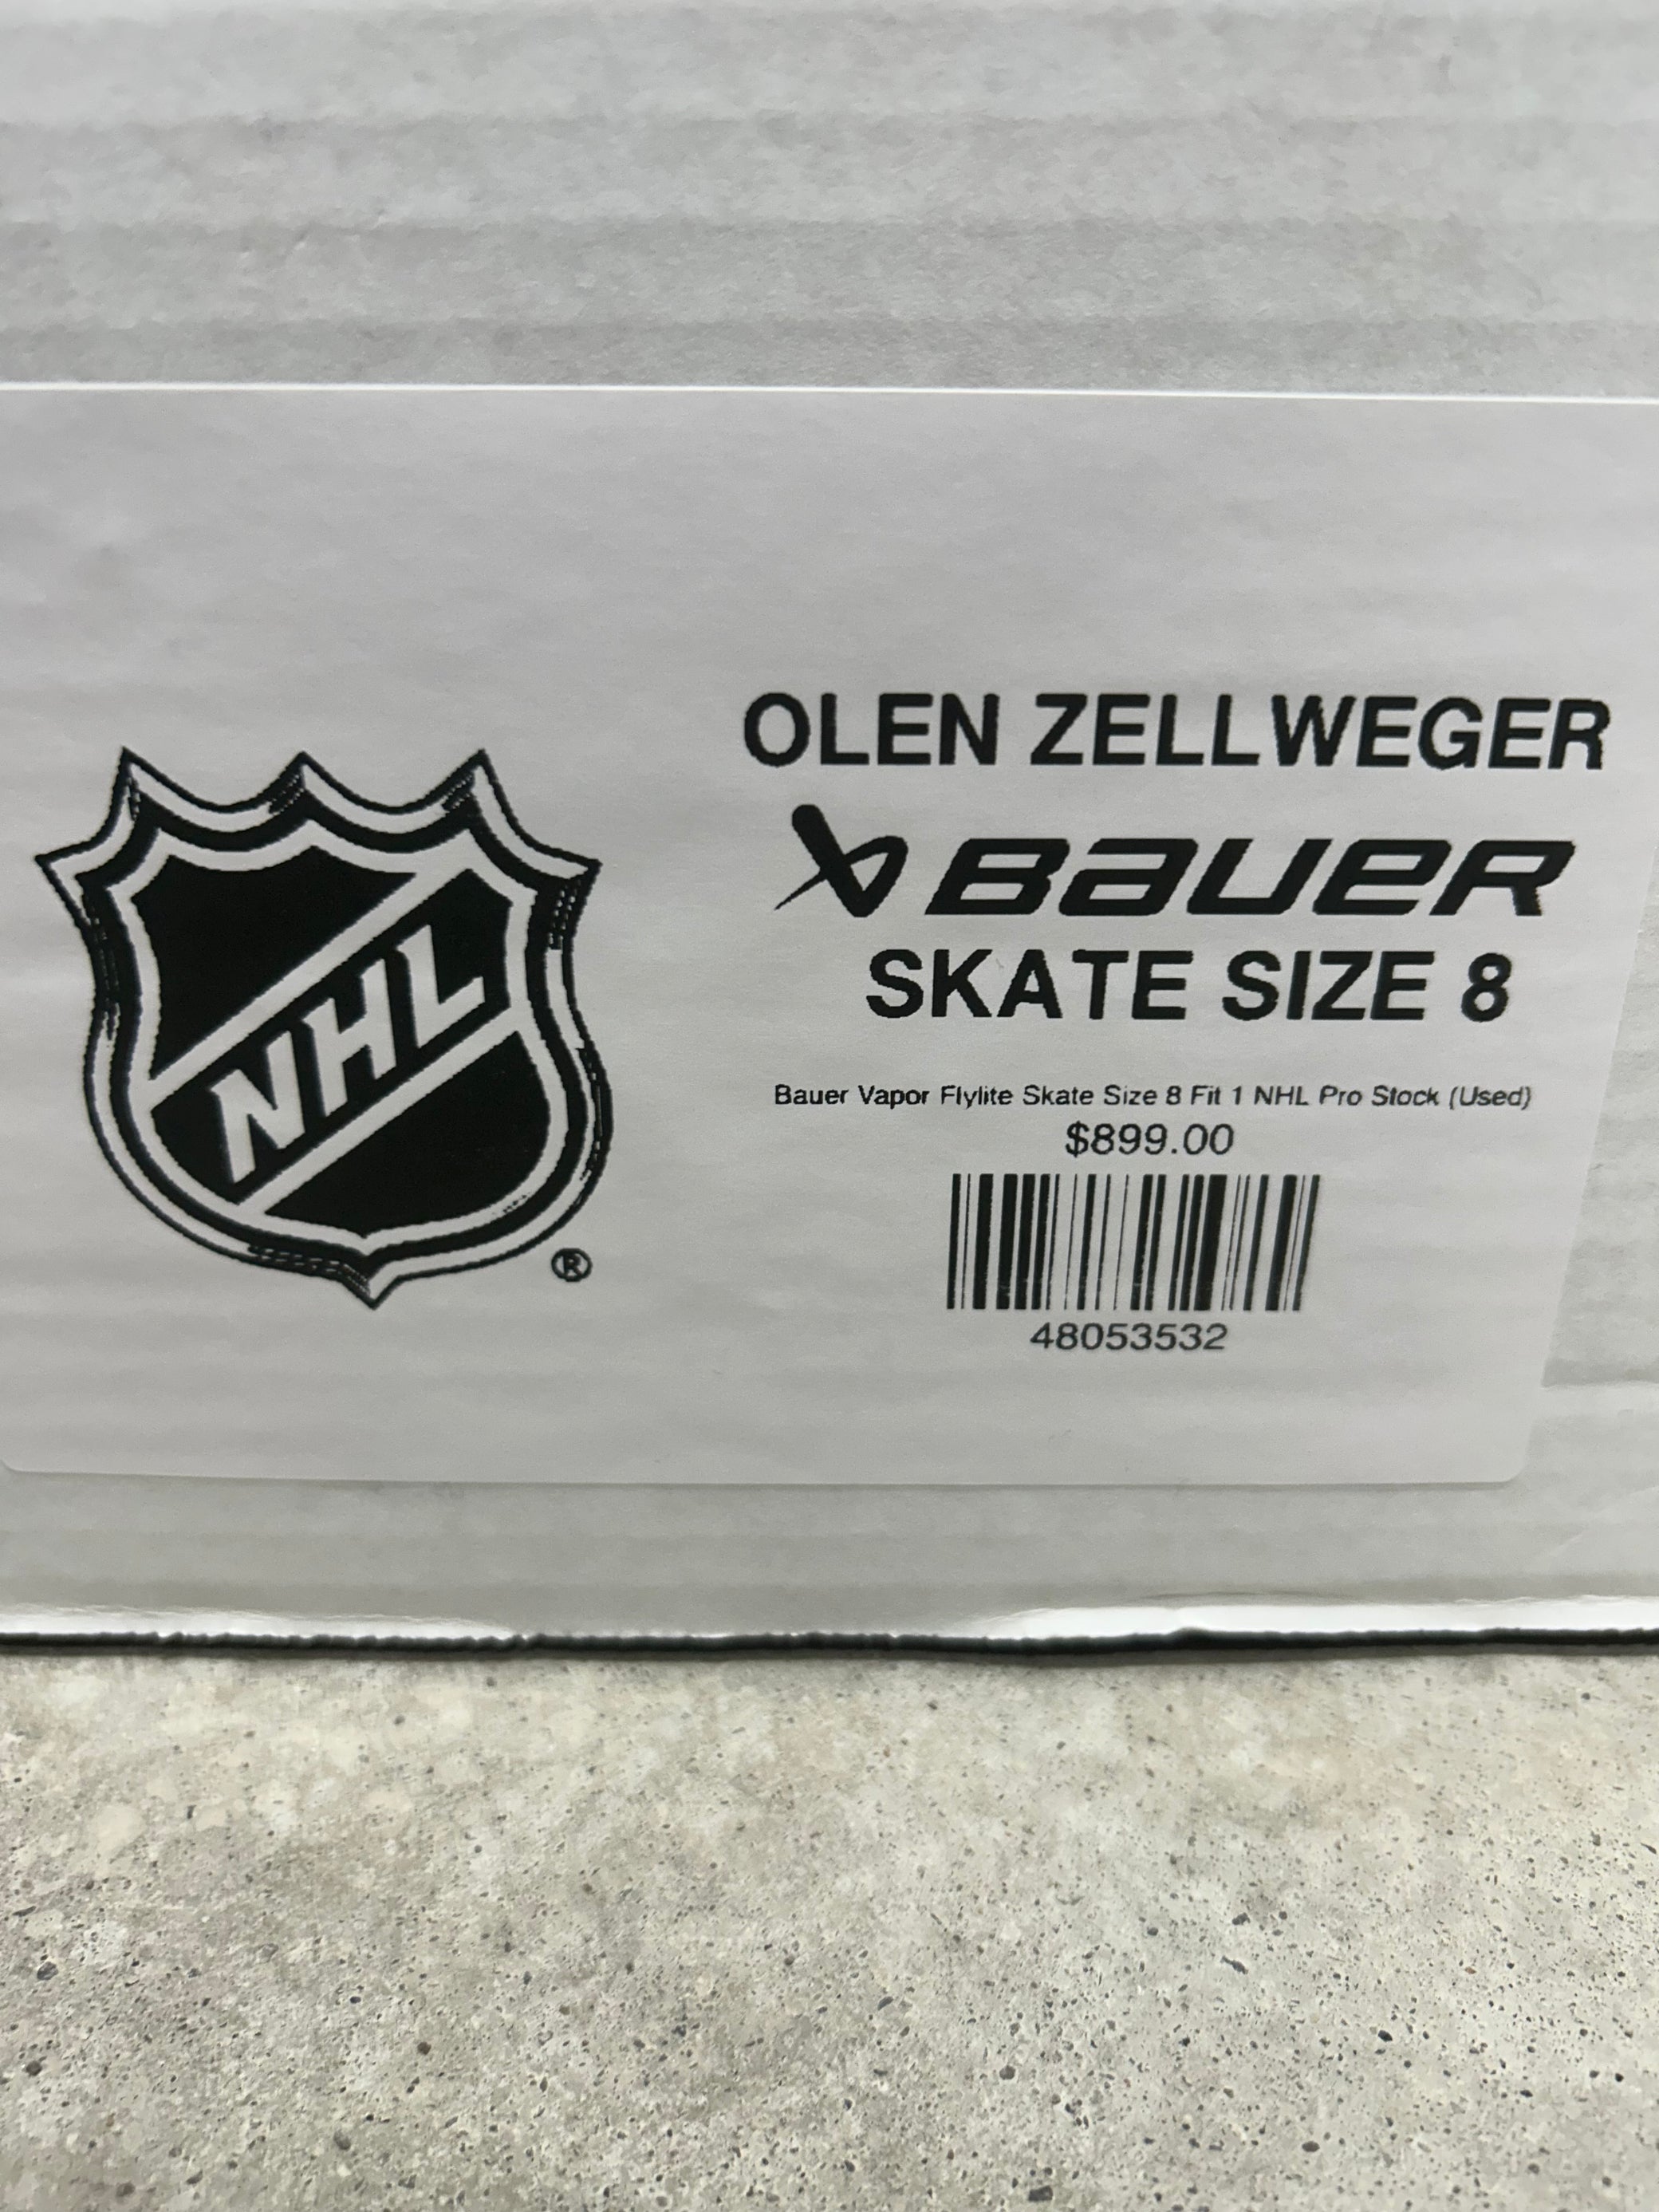 NHL
®
OLEN ZELLWEGER
BAUER
SKATE SIZE 8
Bauer Vapor Flylite Skate Size 8 Fit 1 NHL Pro Stock (Used)
$899.00
48053532